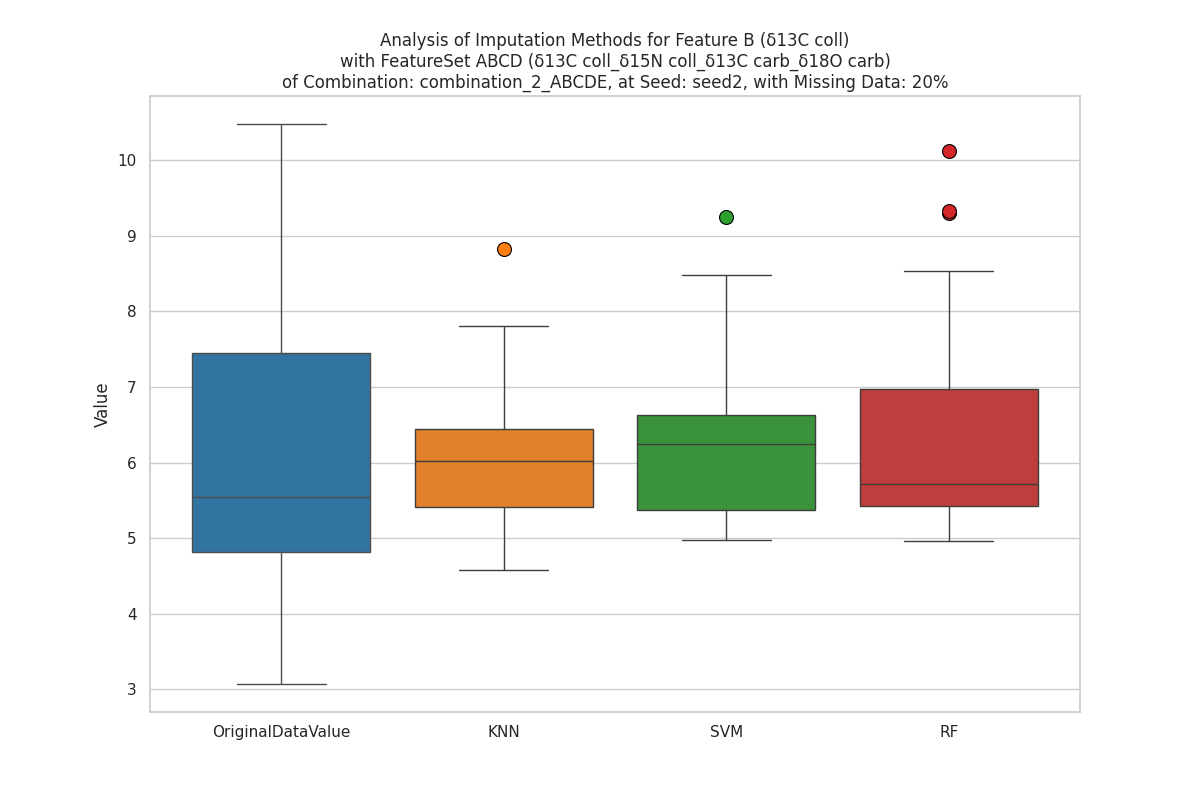 Analysis of Imputation Methods for Feature B (δ13C coll)
with FeatureSet ABCD (δ13C coll_δ15N coll_δ13C carb_δ18O carb)
of Combination: combination_2_ABCDE, at Seed: seed2, with Missing Data: 20%
Value
10
9
8
7
6
5
4
3
OriginalDataValue
KNN
SVM
RF